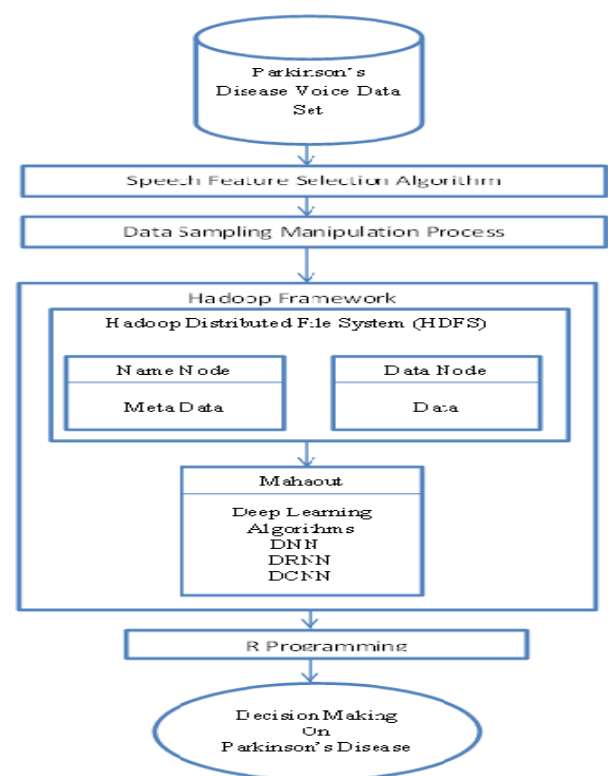 Parkinson's
Disease Voice Data
Set
Speech Feature Selection Algorithm
Data Sampling Manipulation Process
Hadoop Framework
Hadoop Distributed File System (HDFS)
Name Node
Meta Data
Data Node
Data
Mahaout
Deep Learning
Algorithms
DNN
DRNN
DCNN
R Programming
Decision Making
On
Parkinson's Disease